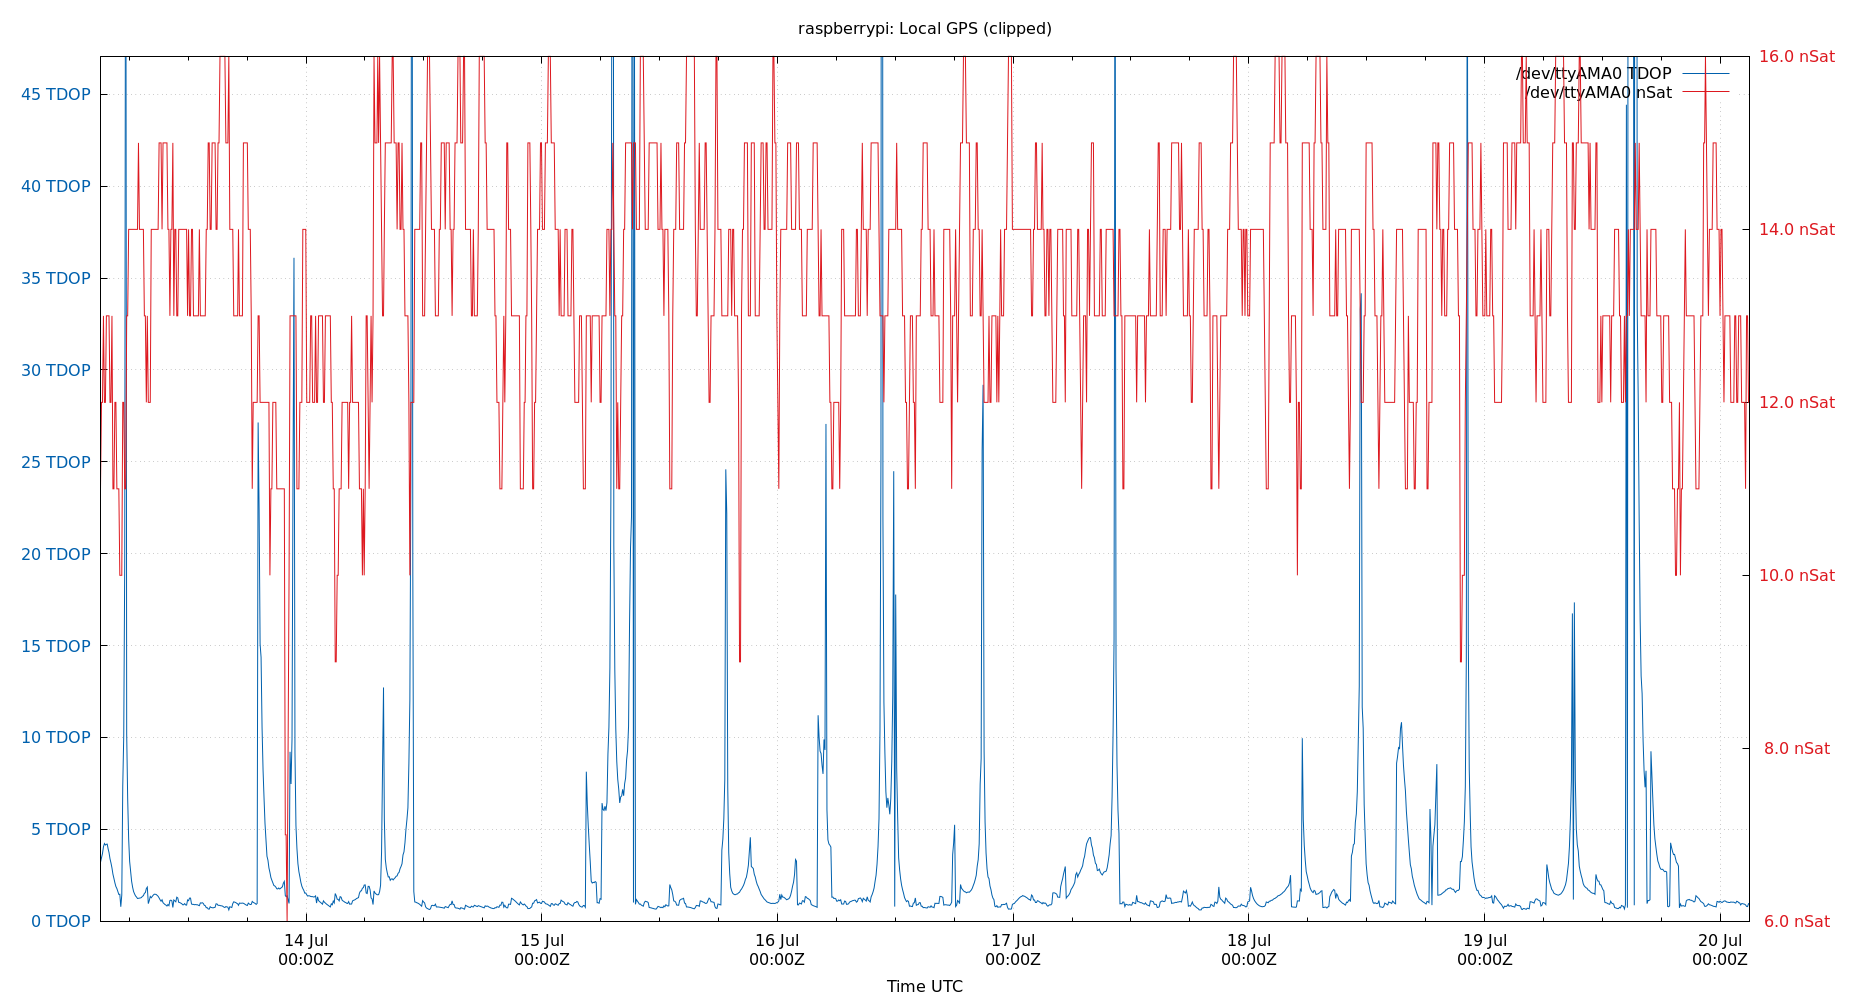 raspberrypi: Local GPS (clipped)
16.0 nSat
/dev/ttyAMA0 TDOP
/dev/ttyAMA0 nSat
45 TDOP
40 TDOP
14.0 nSat
35 TDOP
30 TDOP
12.0 nSat
25 TDOP
20 TDOP
10.0 nSat
15 TDOP
10 TDOP
8.0 nSat
5 TDOP
0 TDOP
6.0 nSat
14 Jul
00:00Z
15 Jul
00:00Z
16 Jul
00:00Z
17 Jul
00:00Z
18 Jul
00:00Z
19 Jul
00:00Z
20 Jul
00:00Z
Time UTC